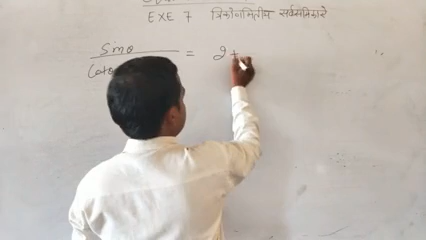 EXE 7 त्रिकोणमितीय सर्वसमिकाएं
Sinθ = 2 +